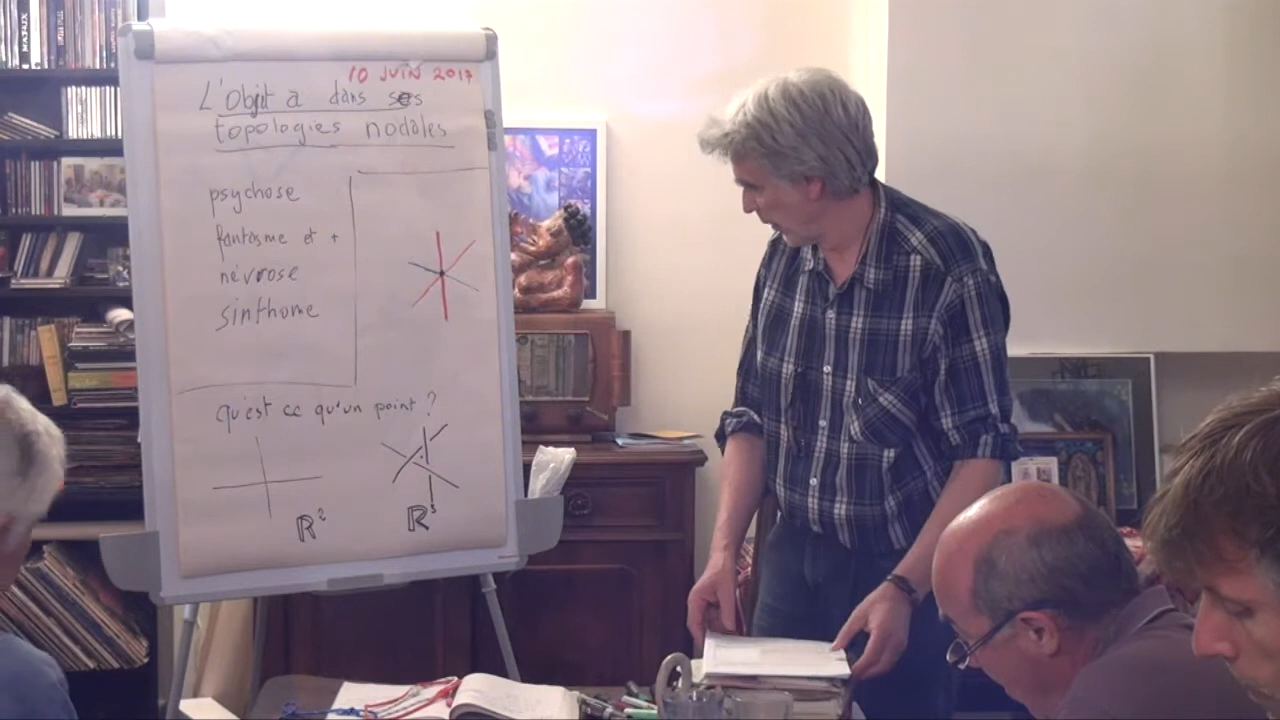 10 JUIN 2017
L'objet a dans ses
topologies nodales
psychose
fantasme et +
névrose
sinthome
qu'est ce qu'un point ?
ℝ² ℝ³